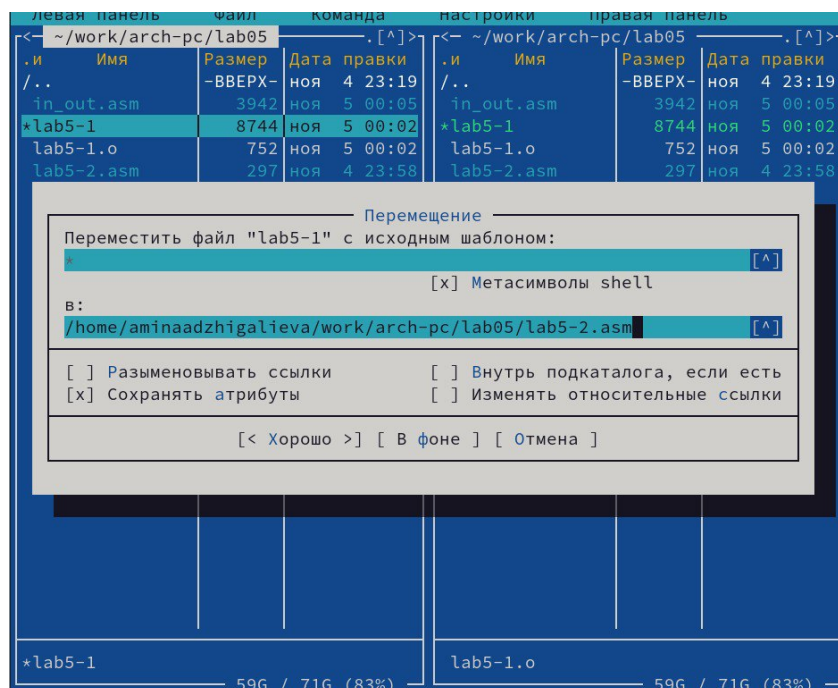 Левая панель Файл Команда Настройки Правая панель
<— ~/work/arch-pc/lab05 .[^]> <— ~/work/arch-pc/lab05 .[^]>
.и Имя Размер Дата правки .и Имя Размер Дата правки
/.. -ВВЕРХ- ноя 4 23:19 /.. -ВВЕРХ- ноя 4 23:19
in_out.asm 3942 ноя 5 00:05 in_out.asm 3942 ноя 5 00:05
*lab5-1 8744 ноя 5 00:02 *lab5-1 8744 ноя 5 00:02
lab5-1.o 752 ноя 5 00:02 lab5-1.o 752 ноя 5 00:02
lab5-2.asm 297 ноя 4 23:58 lab5-2.asm 297 ноя 4 23:58
Перемещение
Переместить файл "lab5-1" с исходным шаблоном:
* [^]
[x] Метасимволы shell
в:
/home/aminaadzhigalieva/work/arch-pc/lab05/lab5-2.asm [^]
[ ] Разыменовывать ссылки [ ] Внутрь подкаталога, если есть
[x] Сохранять атрибуты [ ] Изменять относительные ссылки
[< Хорошо >] [ В фоне ] [ Отмена ]
*lab5-1 lab5-1.o
59G / 71G (83%) 59G / 71G (83%)